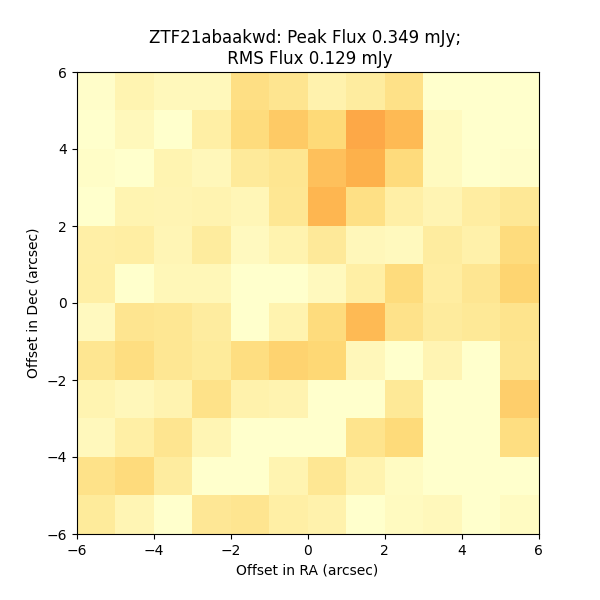 ZTF21abaakwd: Peak Flux 0.349 mJy;
RMS Flux 0.129 mJy
6
4
2
0
−2
−4
−6
Offset in Dec (arcsec)
−6 −4 −2 0 2 4 6
Offset in RA (arcsec)